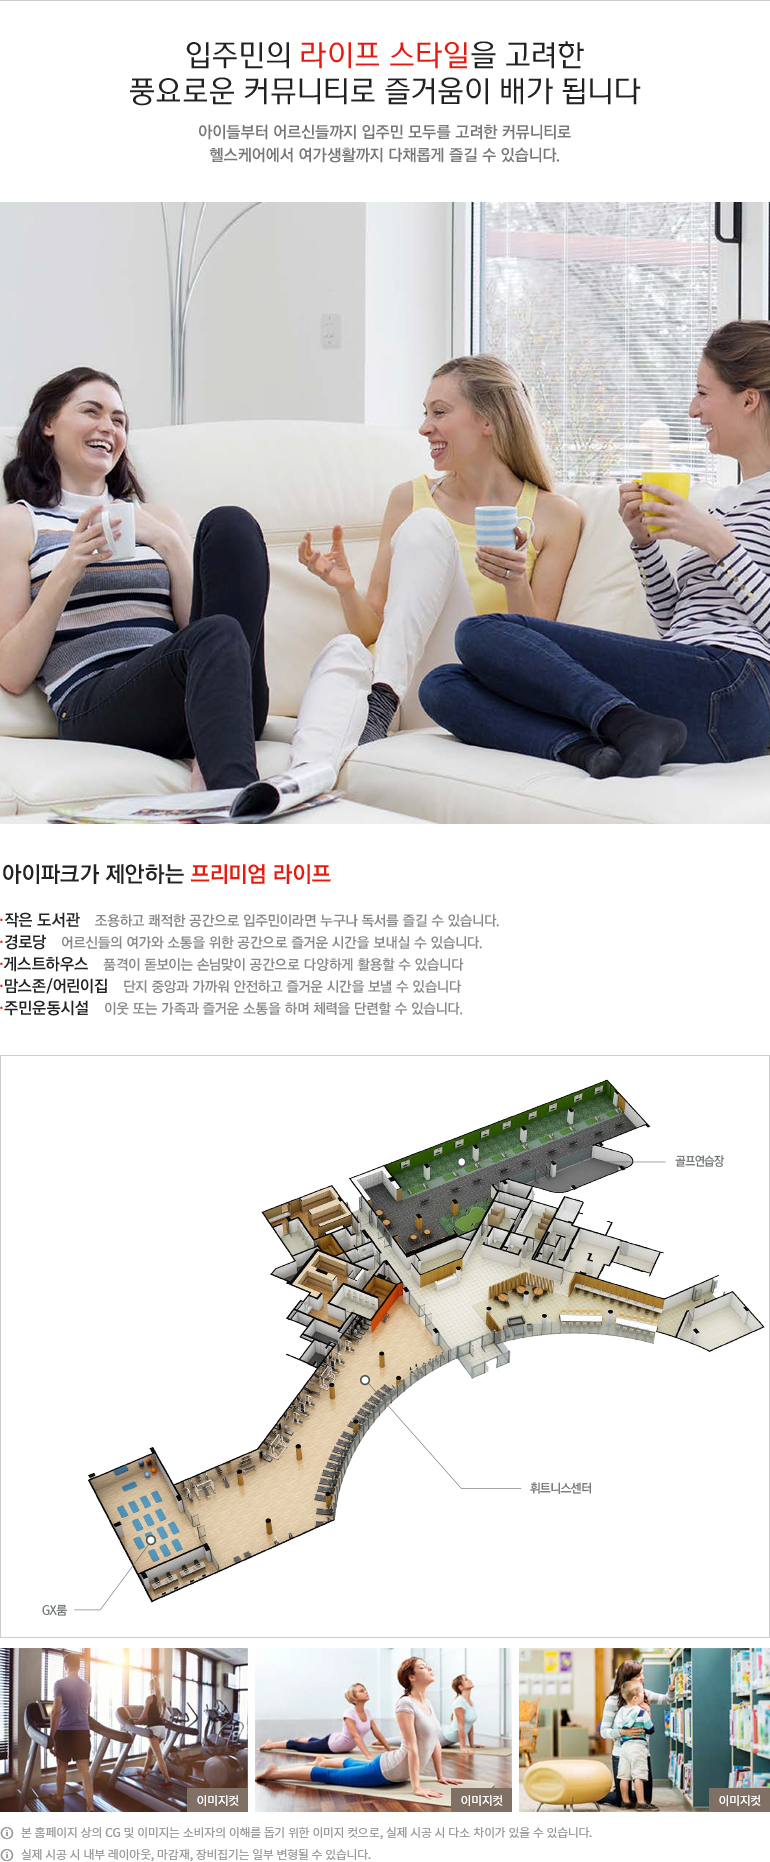 입주민의 라이프 스타일을 고려한
풍요로운 커뮤니티로 즐거움이 배가 됩니다
아이들부터 어르신들까지 입주민 모두를 고려한 커뮤니티로
헬스케어에서 여가생활까지 다채롭게 즐길 수 있습니다.
아이파크가 제안하는 프리미엄 라이프
·작은 도서관 조용하고 쾌적한 공간으로 입주민이라면 누구나 독서를 즐길 수 있습니다.
·경로당 어르신들의 여가와 소통을 위한 공간으로 즐거운 시간을 보내실 수 있습니다.
·게스트하우스 품격이 돋보이는 손님맞이 공간으로 다양하게 활용할 수 있습니다
·맘스존/어린이집 단지 중앙과 가까워 안전하고 즐거운 시간을 보낼 수 있습니다
·주민운동시설 이웃 또는 가족과 즐거운 소통을 하며 체력을 단련할 수 있습니다.
골프연습장
휘트니스센터
GX룸
이미지컷 이미지컷 이미지컷
본 홈페이지 상의 CG 및 이미지는 소비자의 이해를 돕기 위한 이미지 컷으로, 실제 시공 시 다소 차이가 있을 수 있습니다.
실제 시공 시 내부 레이아웃, 마감재, 장비집기는 일부 변형될 수 있습니다.